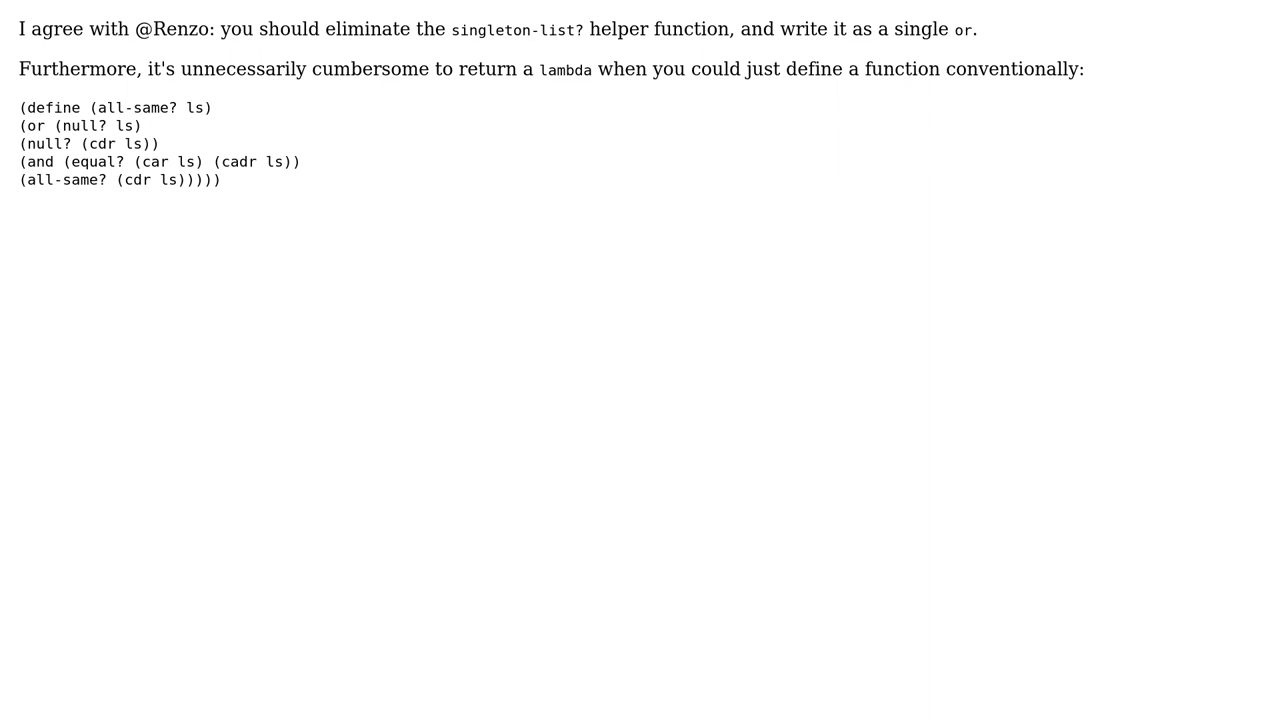 I agree with @Renzo: you should eliminate the singleton-list? helper function, and write it as a single or.
Furthermore, it's unnecessarily cumbersome to return a lambda when you could just define a function conventionally:
(define (all-same? ls)
(or (null? ls)
(null? (cdr ls))
(and (equal? (car ls) (cadr ls))
(all-same? (cdr ls)))))